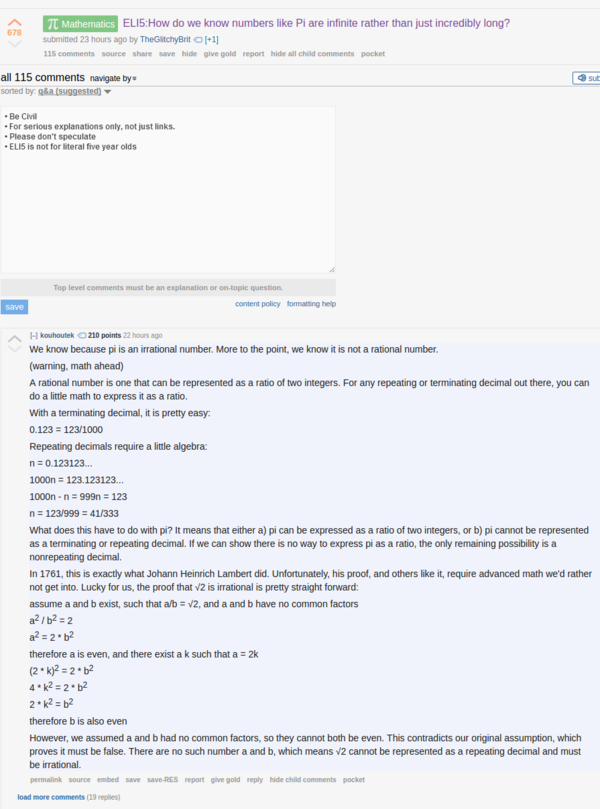 π Mathematics ELI5:How do we know numbers like Pi are infinite rather than just incredibly long?
678
submitted 23 hours ago by TheGlitchyBrit [+1]
115 comments source share save hide give gold report hide all child comments pocket
all 115 comments navigate by
sub
sorted by: q&a (suggested)
• Be Civil
• For serious explanations only, not just links.
• Please don't speculate
• ELI5 is not for literal five year olds
Top level comments must be an explanation or on-topic question.
save content policy formatting help
[–] kouhoutek 210 points 22 hours ago
We know because pi is an irrational number. More to the point, we know it is not a rational number.
(warning, math ahead)
A rational number is one that can be represented as a ratio of two integers. For any repeating or terminating decimal out there, you can
do a little math to express it as a ratio.
With a terminating decimal, it is pretty easy:
0.123 = 123/1000
Repeating decimals require a little algebra:
n = 0.123123...
1000n = 123.123123...
1000n - n = 999n = 123
n = 123/999 = 41/333
What does this have to do with pi? It means that either a) pi can be expressed as a ratio of two integers, or b) pi cannot be represented
as a terminating or repeating decimal. If we can show there is no way to express pi as a ratio, the only remaining possibility is a
nonrepeating decimal.
In 1761, this is exactly what Johann Heinrich Lambert did. Unfortunately, his proof, and others like it, require advanced math we'd rather
not get into. Lucky for us, the proof that √2 is irrational is pretty straight forward:
assume a and b exist, such that a/b = √2, and a and b have no common factors
a² / b² = 2
a² = 2 * b²
therefore a is even, and there exist a k such that a = 2k
(2 * k)² = 2 * b²
4 * k² = 2 * b²
2 * k² = b²
therefore b is also even
However, we assumed a and b had no common factors, so they cannot both be even. This contradicts our original assumption, which
proves it must be false. There are no such number a and b, which means √2 cannot be represented as a repeating decimal and must
be irrational.
permalink source embed save save-RES report give gold reply hide child comments pocket
load more comments (19 replies)